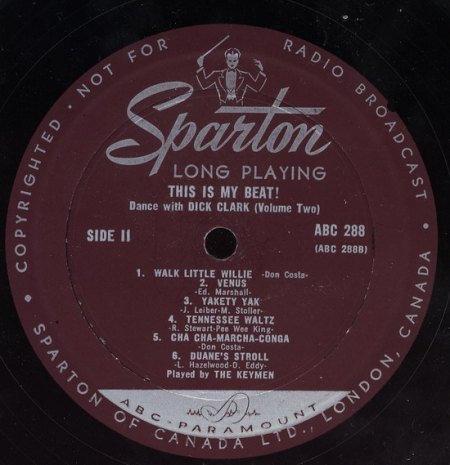 COPYRIGHTED · NOT FOR RADIO BROADCAST
Sparton
LONG PLAYING
THIS IS MY BEAT!
Dance with DICK CLARK (Volume Two)
SIDE II
ABC 288
(ABC 288B)
1. WALK LITTLE WILLIE -Don Costa-
2. VENUS
-Ed. Marshall-
3. YAKETY YAK
-J. Leiber-M. Stoller-
4. TENNESSEE WALTZ
-R. Stewart-Pee Wee King-
5. CHA CHA-MARCHA-CONGA
-Don Costa-
6. DUANE'S STROLL
-L. Hazelwood-D. Eddy-
Played by THE KEYMEN
ABC-PARAMOUNT
SPARTON OF CANADA LTD., LONDON, CANADA